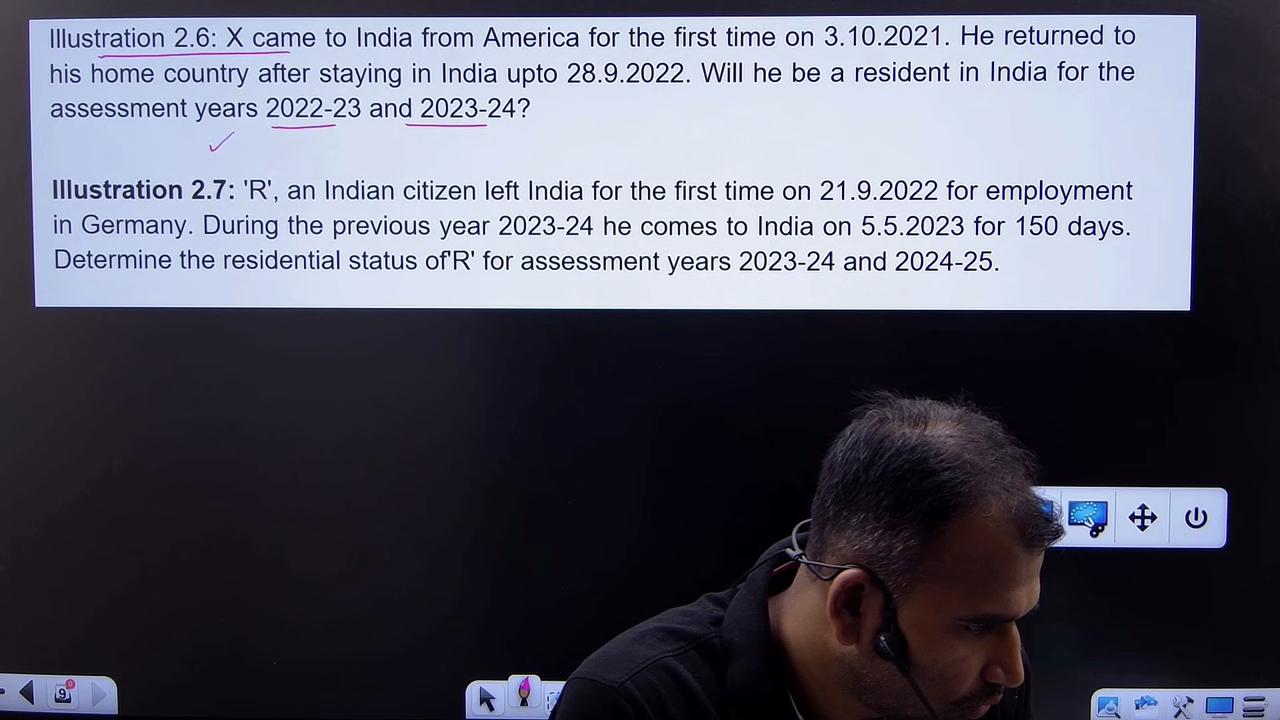 Illustration 2.6: X came to India from America for the first time on 3.10.2021. He returned to
his home country after staying in India upto 28.9.2022. Will he be a resident in India for the
assessment years 2022-23 and 2023-24?
Illustration 2.7: 'R', an Indian citizen left India for the first time on 21.9.2022 for employment
in Germany. During the previous year 2023-24 he comes to India on 5.5.2023 for 150 days.
Determine the residential status of'R' for assessment years 2023-24 and 2024-25.
9